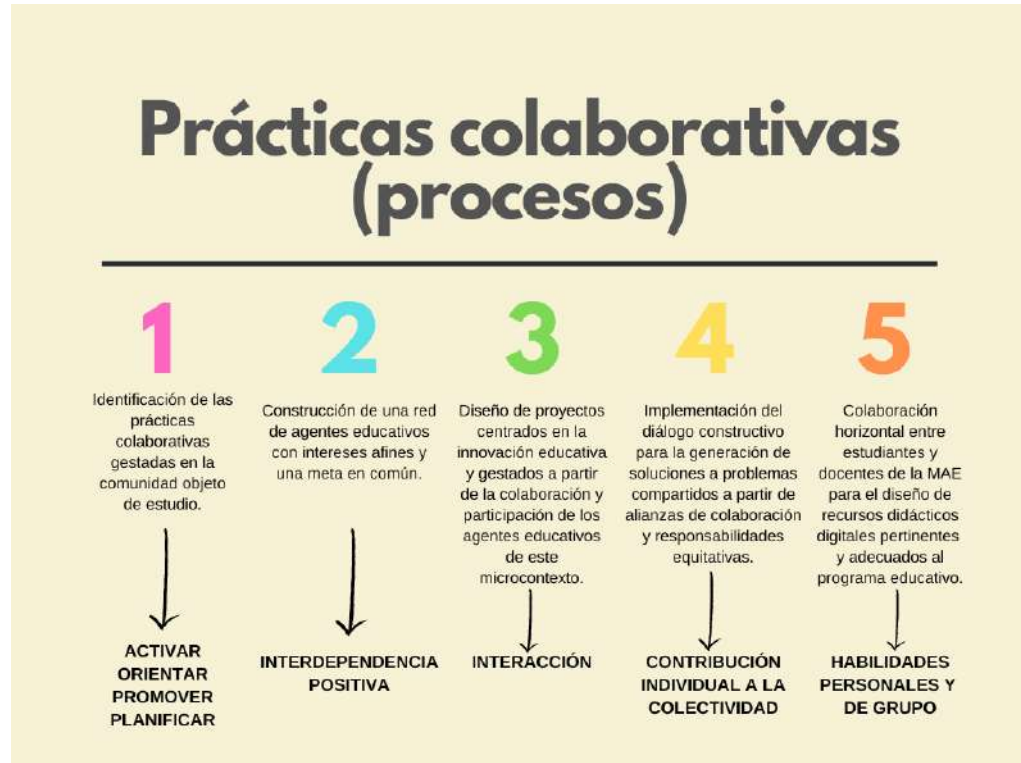 Prácticas colaborativas
(procesos)
1
Identificación de las
prácticas
colaborativas
gestadas en la
comunidad objeto
de estudio.
ACTIVAR
ORIENTAR
PROMOVER
PLANIFICAR
2
Construcción de una red
de agentes educativos
con intereses afines y
una meta en común.
INTERDEPENDENCIA
POSITIVA
3
Diseño de proyectos
centrados en la
innovación educativa
y gestados a partir
de la colaboración y
participación de los
agentes educativos
de este
microcontexto.
INTERACCIÓN
4
Implementación del
diálogo constructivo
para la generación de
soluciones a problemas
compartidos a partir de
alianzas de colaboración
y responsabilidades
equitativas.
CONTRIBUCIÓN
INDIVIDUAL A LA
COLECTIVIDAD
5
Colaboración
horizontal entre
estudiantes y
docentes de la MAE
para el diseño de
recursos didácticos
digitales pertinentes
y adecuados al
programa educativo.
HABILIDADES
PERSONALES Y
DE GRUPO